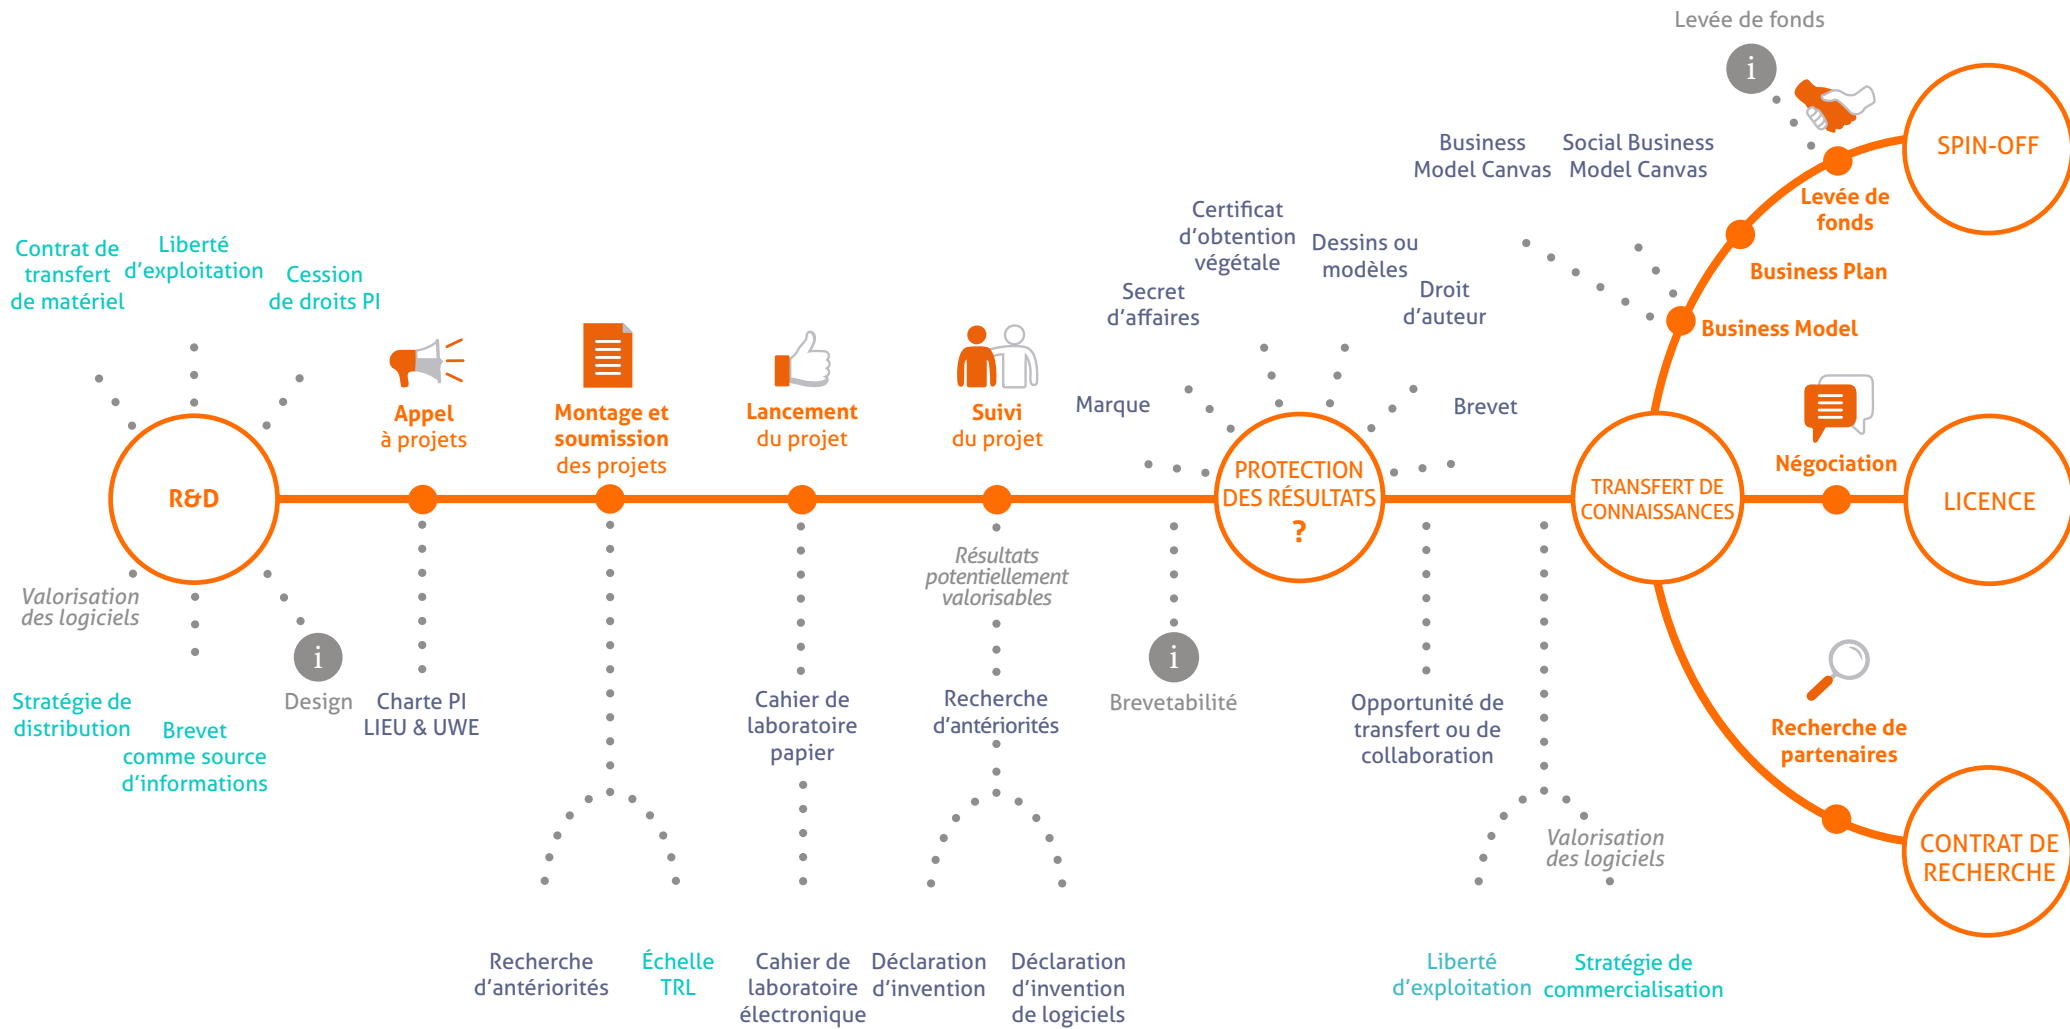 Levée de fonds
i
SPIN-OFF
Levée de
fonds
Business Plan
Business Model
Business
Model Canvas
Social Business
Model Canvas
Certificat
d'obtention
végétale
Dessins ou
modèles
Secret
d'affaires
Droit
d'auteur
Marque
Brevet
Contrat de
transfert
de matériel
Liberté
d'exploitation
Cession
de droits PI
Appel
à projets
Montage et
soumission
des projets
Lancement
du projet
Suivi
du projet
R&D
PROTECTION
DES RÉSULTATS
?
TRANSFERT DE
CONNAISSANCES
Négociation
LICENCE
Valorisation
des logiciels
Stratégie de
distribution
Brevet
comme source
d'informations
i
Design
Charte PI
LIEU & UWE
Résultats
potentiellement
valorisables
Cahier de
laboratoire
papier
Recherche
d'antériorités
i
Brevetabilité
Opportunité de
transfert ou de
collaboration
Recherche de
partenaires
Valorisation
des logiciels
CONTRAT DE
RECHERCHE
Recherche
d'antériorités
Échelle
TRL
Cahier de
laboratoire
électronique
Déclaration
d'invention
Déclaration
d'invention
de logiciels
Liberté
d'exploitation
Stratégie de
commercialisation